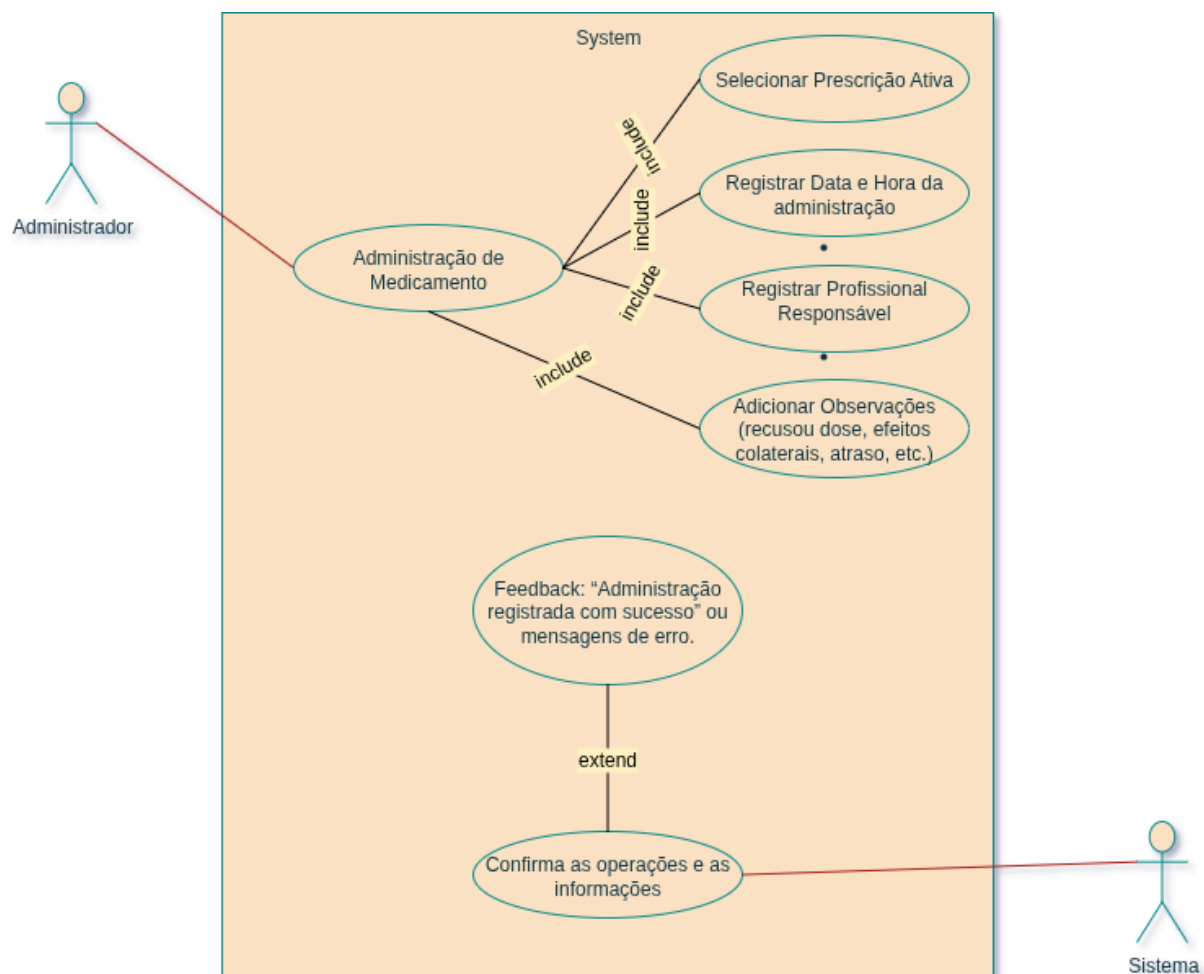 System
Administrador
Selecionar Prescrição Ativa
include
Registrar Data e Hora da
administração
include
Administração de
Medicamento
include
Registrar Profissional
Responsável
include
Adicionar Observações
(recusou dose, efeitos
colaterais, atraso, etc.)
Feedback: “Administração
registrada com sucesso” ou
mensagens de erro.
extend
Confirma as operações e as
informações
Sistema